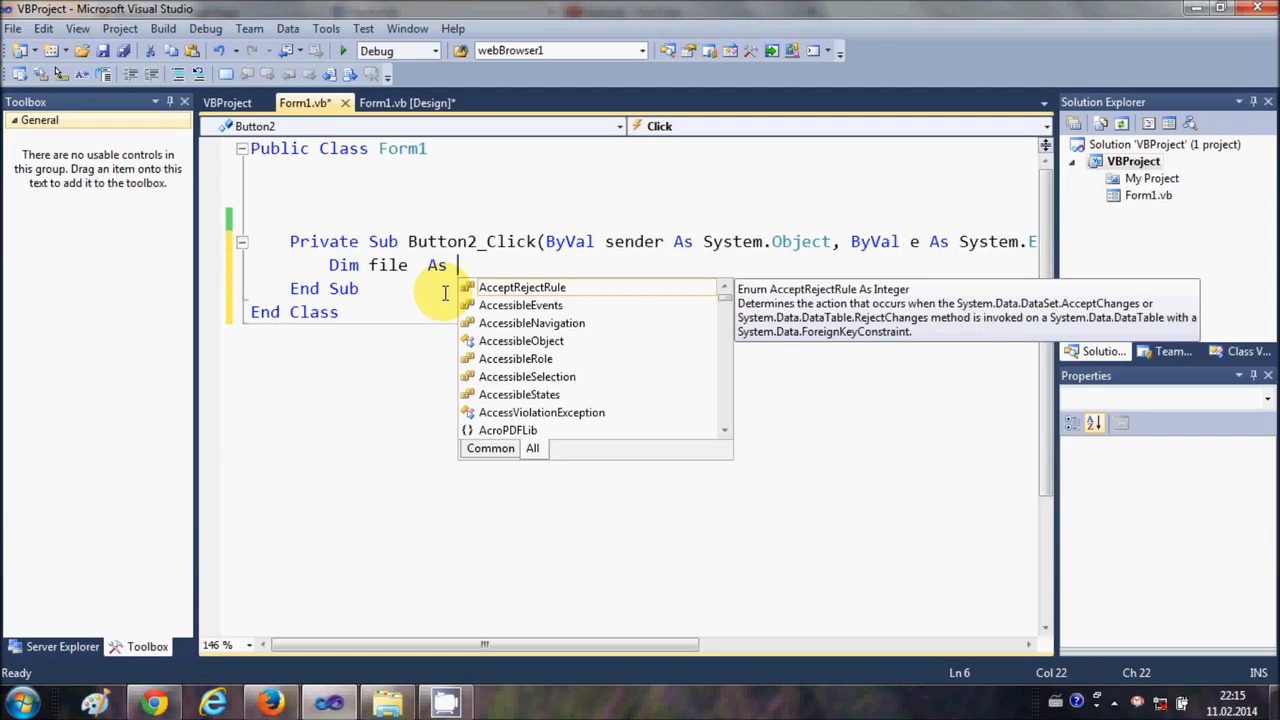 VBProject - Microsoft Visual Studio
File Edit View Project Build Debug Team Data Tools Test Window Help
Debug webBrowser1
Toolbox
General
There are no usable controls in
this group. Drag an item onto this
text to add it to the toolbox.
Server Explorer Toolbox
VBProject Form1.vb* Form1.vb [Design]*
Button2 Click
Public Class Form1
Private Sub Button2_Click(ByVal sender As System.Object, ByVal e As System.E
Dim file As
End Sub
End Class
AcceptRejectRule
AccessibleEvents
AccessibleNavigation
AccessibleObject
AccessibleRole
AccessibleSelection
AccessibleStates
AccessViolationException
AcroPDFLib
Common All
Enum AcceptRejectRule As Integer
Determines the action that occurs when the System.Data.DataSet.AcceptChanges or
System.Data.DataTable.RejectChanges method is invoked on a System.Data.DataTable with a
System.Data.ForeignKeyConstraint.
146 %
Solution Explorer
Solution 'VBProject' (1 project)
VBProject
My Project
Form1.vb
Solutio... Team... Class V...
Properties
Ready Ln 6 Col 22 Ch 22 INS
22:15
11.02.2014